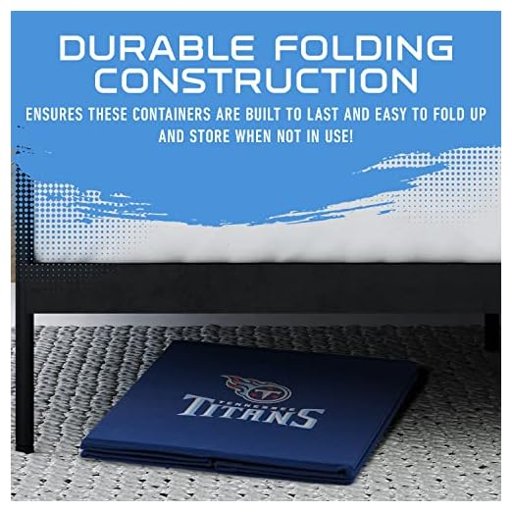 DURABLE FOLDING
CONSTRUCTION
ENSURES THESE CONTAINERS ARE BUILT TO LAST AND EASY TO FOLD UP
AND STORE WHEN NOT IN USE!
TENNESSEE
TITANS